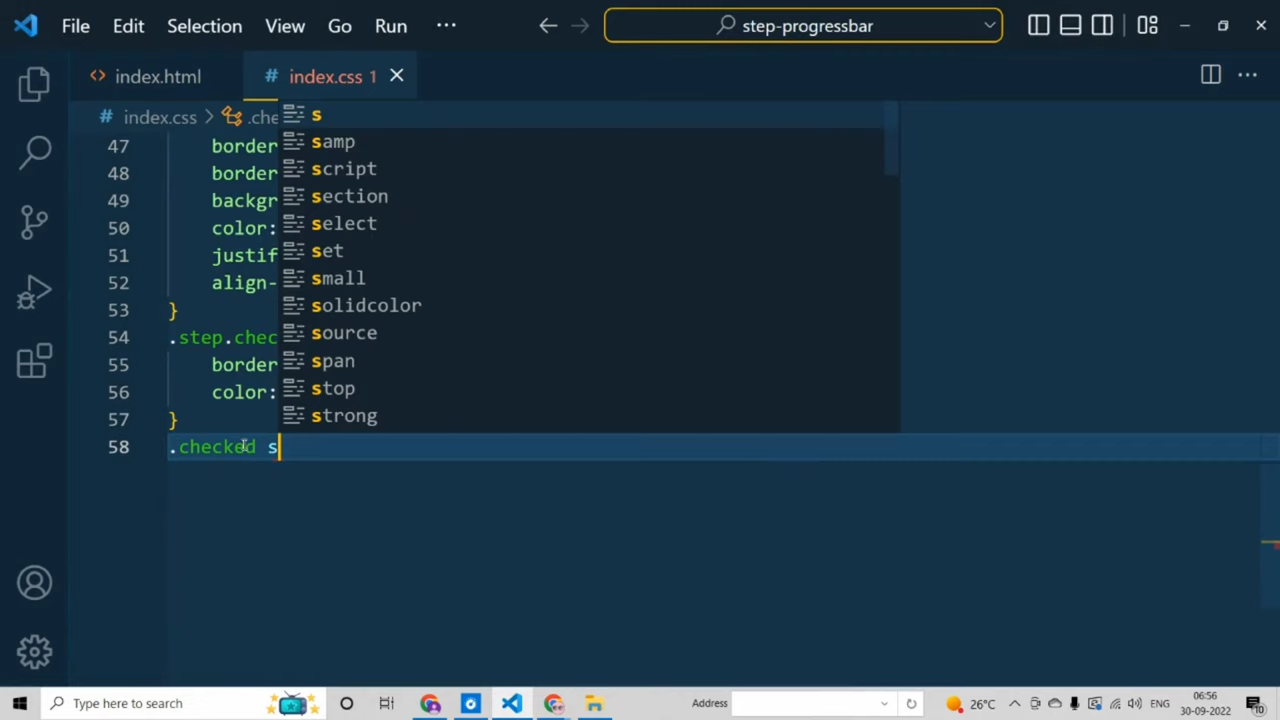 File Edit Selection View Go Run ··· step-progressbar
index.html # index.css 1
# index.css > .che
s
samp
script
section
select
set
small
solidcolor
source
span
stop
strong
47 border
48 border
49 backgr
50 color:
51 justif
52 align-
53 }
54 .step.chec
55 border
56 color:
57 }
58 .checked s
Type here to search Address 26°C ENG 06:56
30-09-2022
10